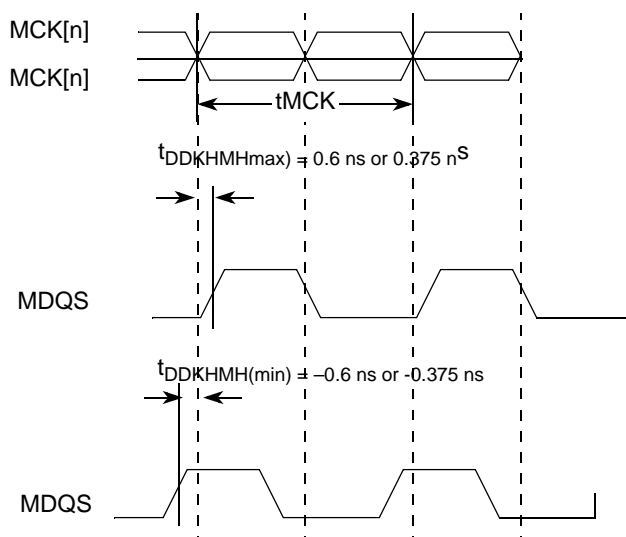 MCK[n]
MCK[n]
tMCK
tDDKHMHmax) = 0.6 ns or 0.375 ns
MDQS
tDDKHMH(min) = –0.6 ns or -0.375 ns
MDQS